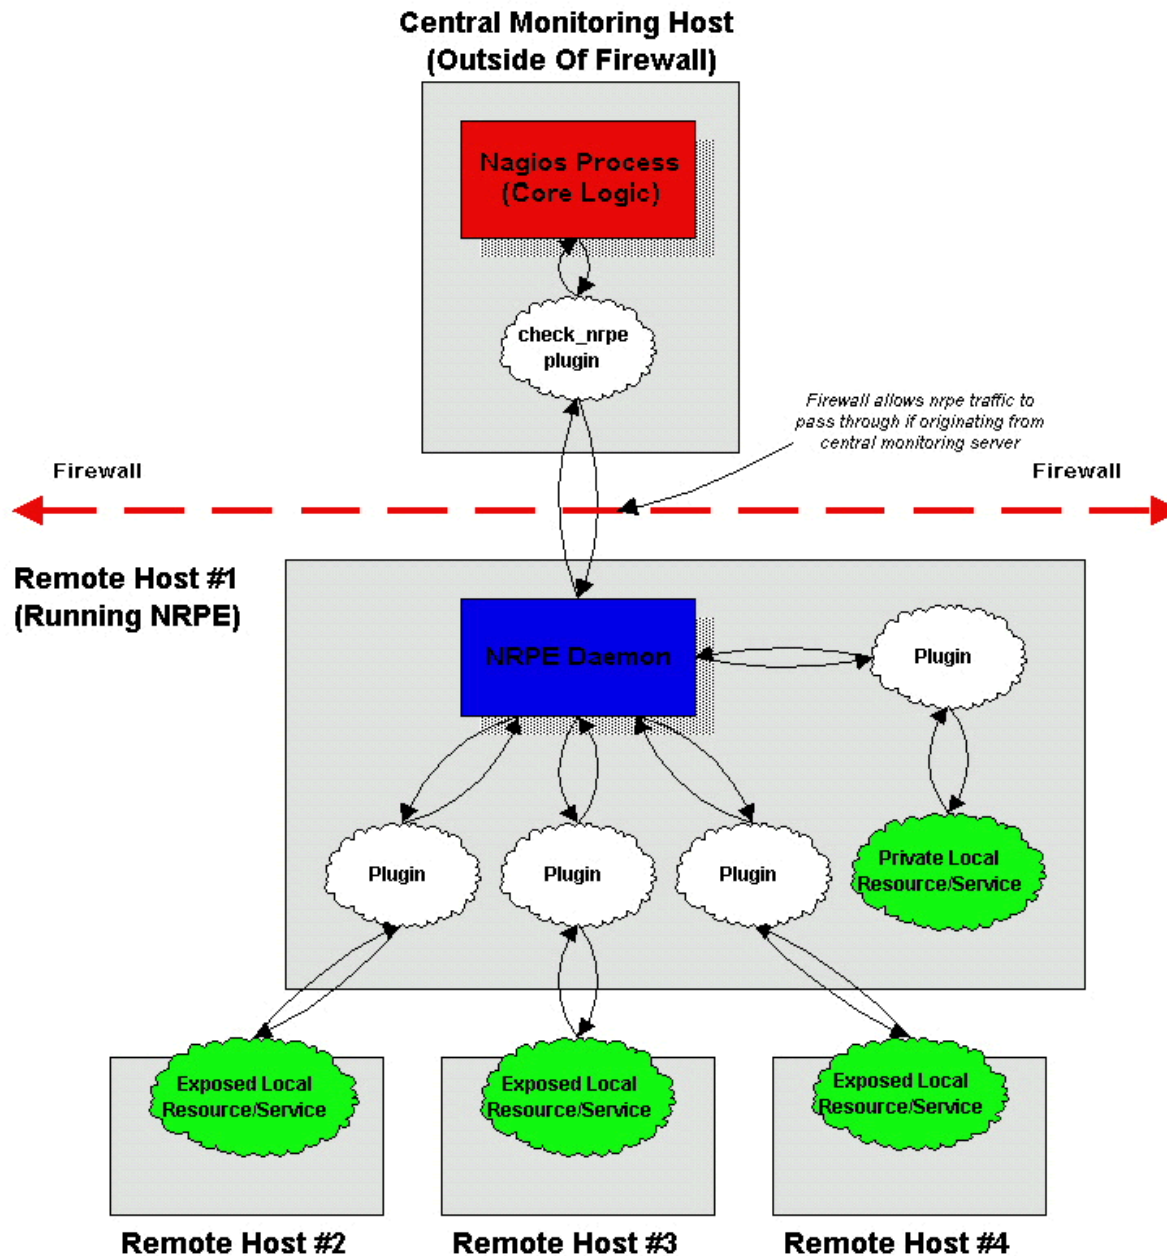 Central Monitoring Host
(Outside Of Firewall)
Nagios Process
(Core Logic)
check_nrpe
plugin
Firewall allows nrpe traffic to
pass through if originating from
central monitoring server
Firewall
Firewall
Remote Host #1
(Running NRPE)
NRPE Daemon
Plugin
Plugin
Plugin
Plugin
Private Local
Resource/Service
Exposed Local
Resource/Service
Exposed Local
Resource/Service
Exposed Local
Resource/Service
Remote Host #2
Remote Host #3
Remote Host #4